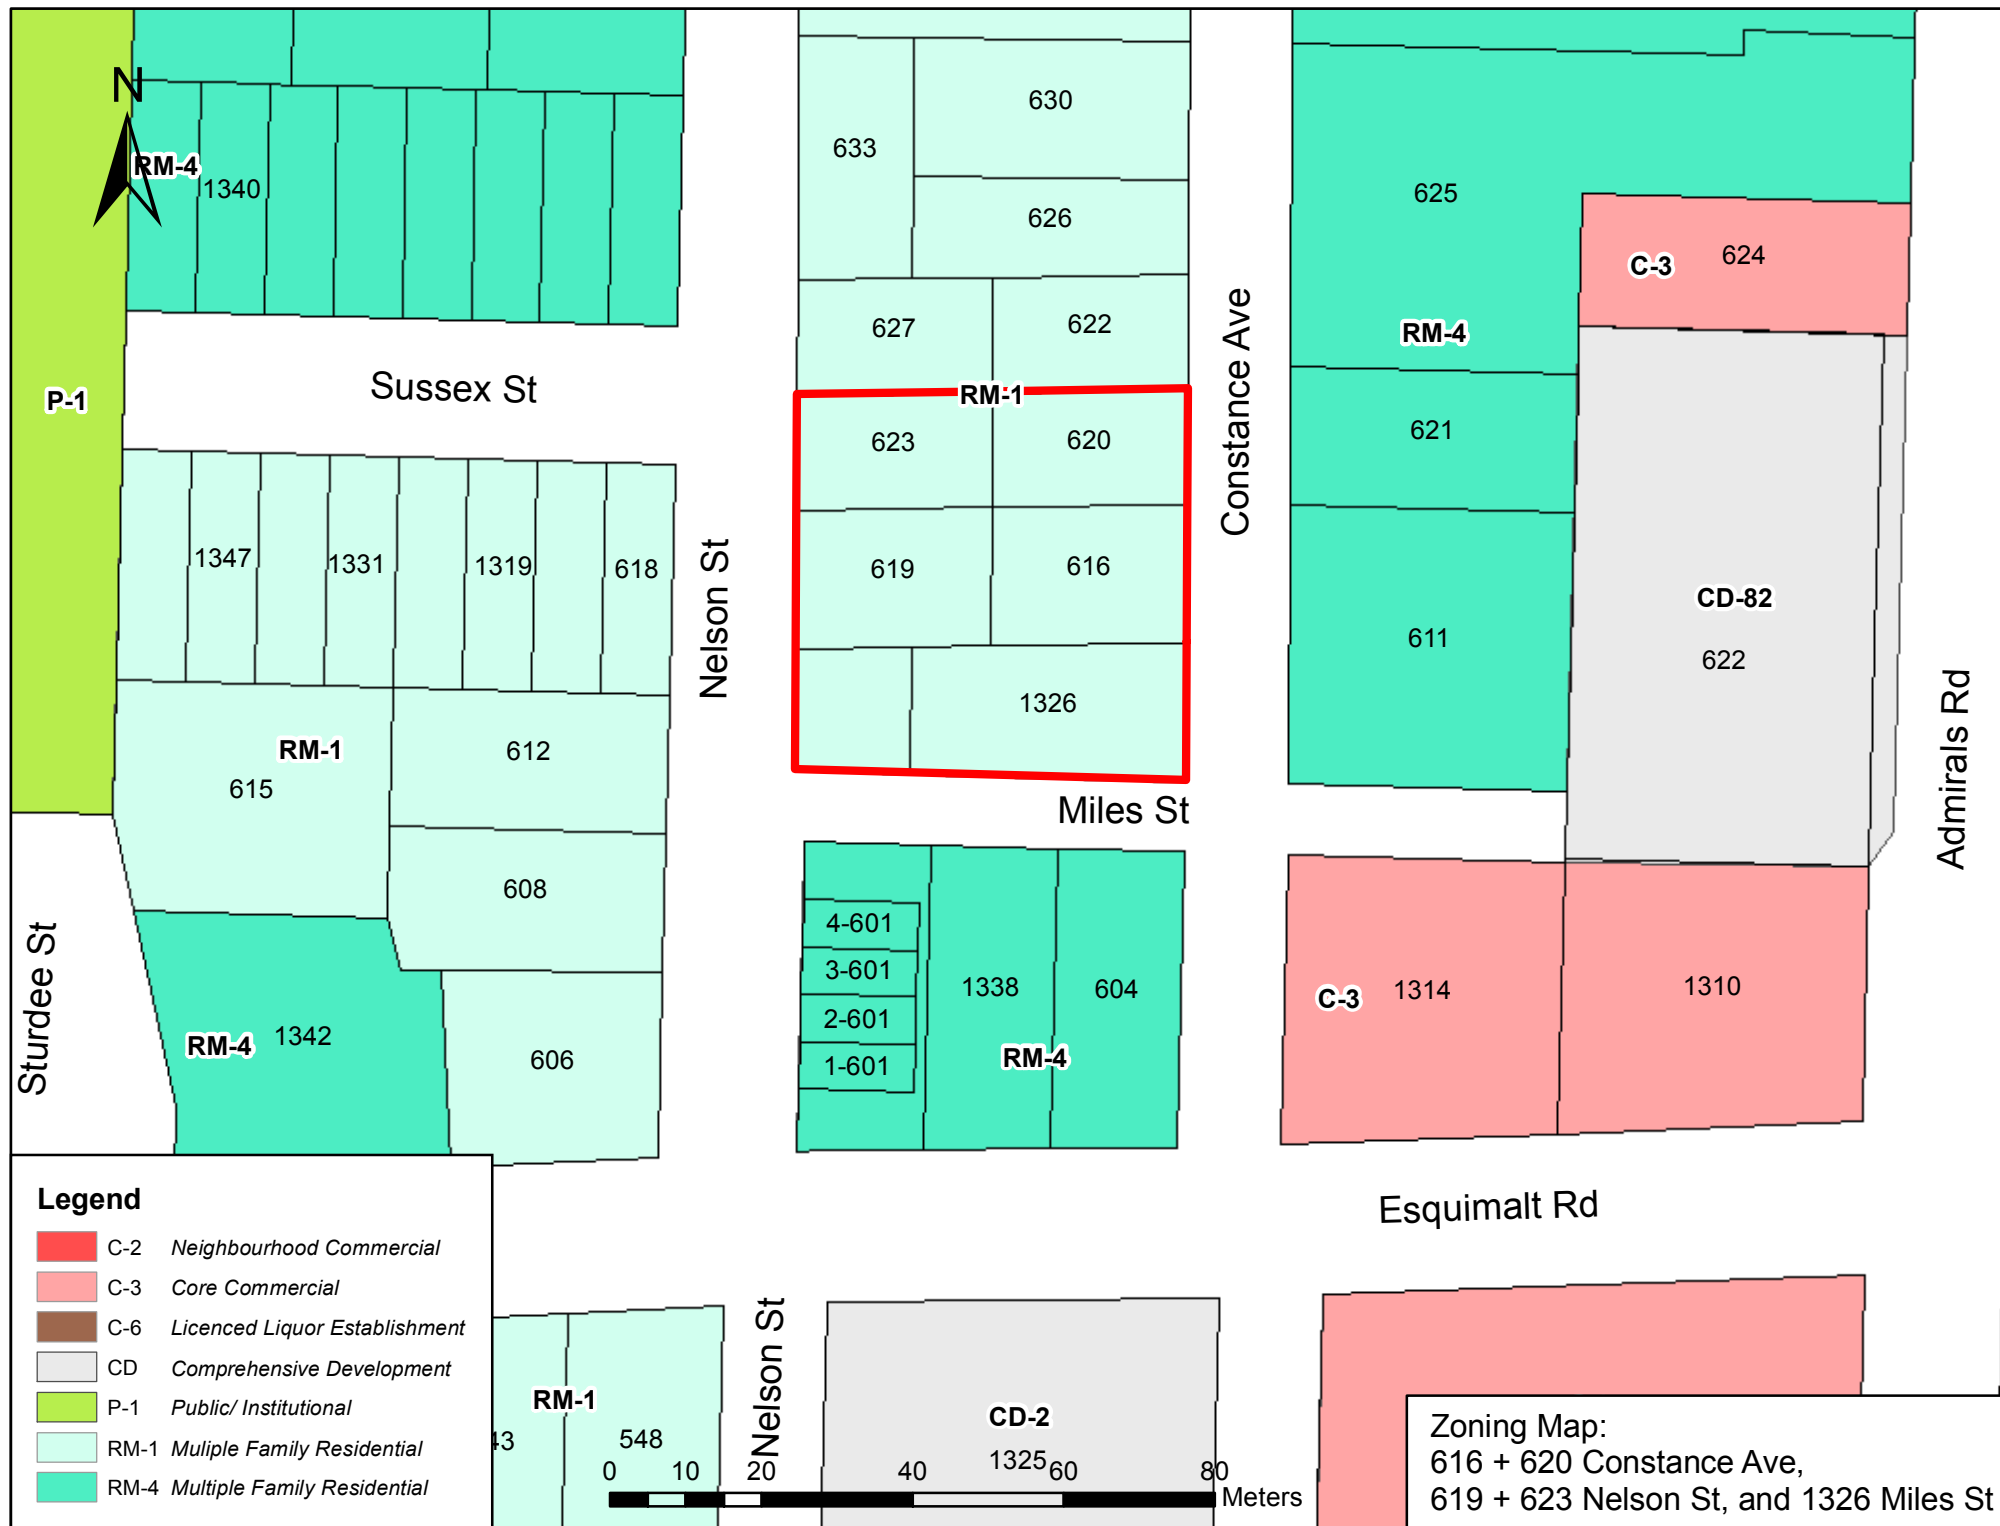 N
RM-4
1340
P-1
Sussex St
633
630
626
627
622
RM-1
623
620
619
616
1326
Constance Ave
625
C-3
624
RM-4
621
611
CD-82
622
Admirals Rd
1347
1331
1319
618
Nelson St
RM-1
615
612
608
Miles St
Sturdee St
RM-4
1342
606
4-601
3-601
2-601
1-601
1338
604
RM-4
C-3
1314
1310
Esquimalt Rd
Legend
C-2 Neighbourhood Commercial
C-3 Core Commercial
C-6 Licenced Liquor Establishment
CD Comprehensive Development
P-1 Public/ Institutional
RM-1 Muliple Family Residential
RM-4 Multiple Family Residential
RM-1
43
548
Nelson St
CD-2
1325
0 10 20 40 60 80
Meters
Zoning Map:
616 + 620 Constance Ave,
619 + 623 Nelson St, and 1326 Miles St